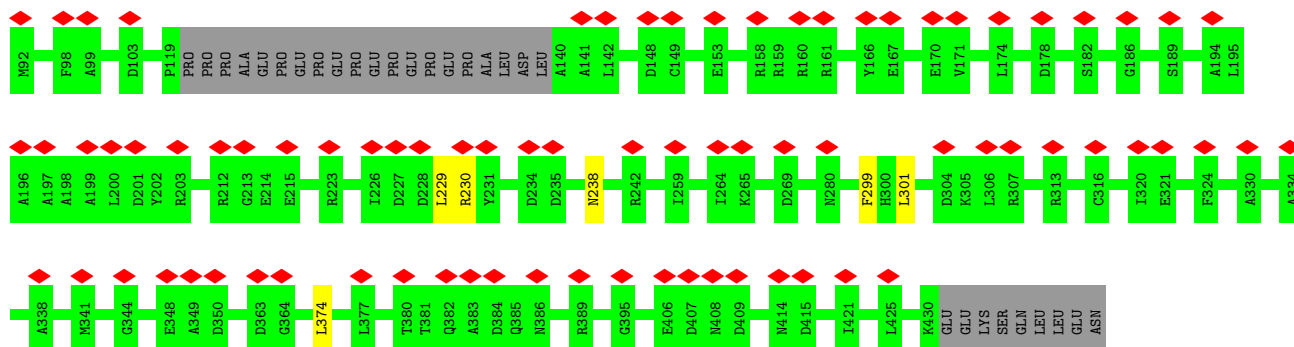 M92 F98 A99 D103 P119 PRO PRO PRO ALA GLU PRO GLU PRO GLU PRO GLU PRO GLU PRO GLU PRO ALA LEU ASP LEU A140 A141 L142 D148 C149 E153 R158 R159 R160 R161 Y166 E167 E170 V171 L174 D178 S182 G186 S189 A194 L195
A196 A197 A198 A199 L200 D201 Y202 R203 R212 G213 E214 E215 R223 I226 D227 D228 L229 R230 Y231 D234 D235 N238 R242 I259 I264 K265 D269 N280 F299 H300 L301 D304 K305 L306 R307 R313 C316 I320 E321 F324 A330 A334
A338 M341 G344 E348 A349 D350 D363 G364 L374 L377 T380 T381 Q382 A383 D384 Q385 N386 R389 G395 E406 D407 N408 D409 N414 D415 I421 L425 K430 GLU GLU LYS SER GLN LEU LEU GLU ASN